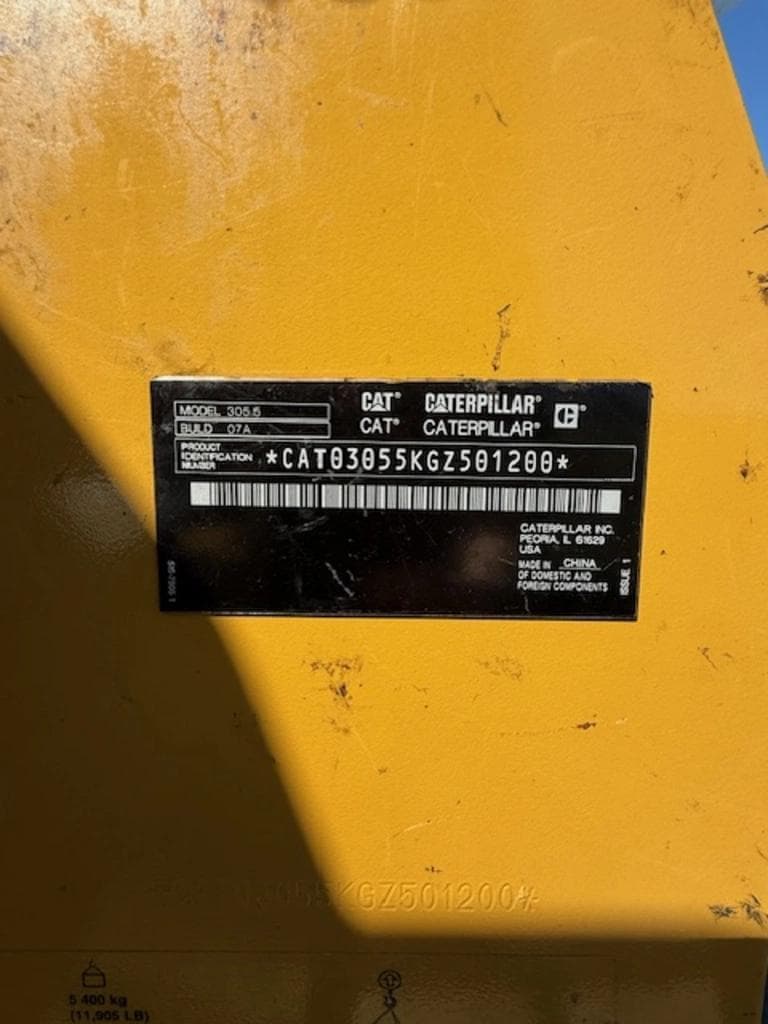 MODEL 305.5
BUILD 07A
CAT® CATERPILLAR®
CAT® CATERPILLAR®
PRODUCT
IDENTIFICATION
NUMBER
*CAT03055KGZ501200*
CATERPILLAR INC.
PEORIA, IL 61629
USA
MADE IN CHINA
OF DOMESTIC AND
FOREIGN COMPONENTS
ISSUE 1
3055KGZ501200*
5 400 kg
(11,905 LB)